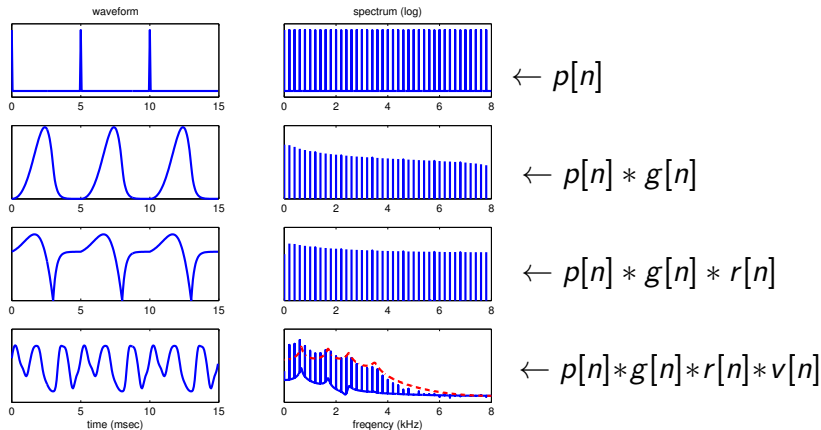 waveform spectrum (log)
0 5 10 15 0 2 4 6 8
← p[n]
0 5 10 15 0 2 4 6 8
← p[n] ∗ g[n]
0 5 10 15 0 2 4 6 8
← p[n] ∗ g[n] ∗ r[n]
0 5 10 15 0 2 4 6 8
← p[n]∗g[n]∗r[n]∗v[n]
time (msec) freqency (kHz)